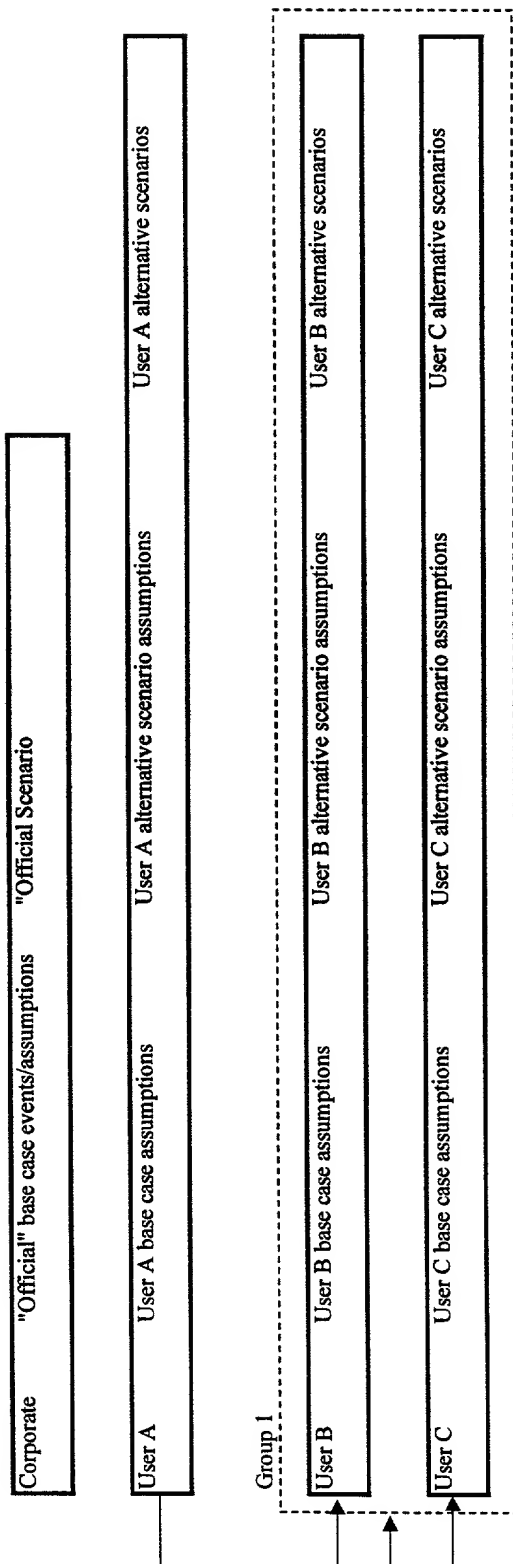 Corporate "Official" base case events/assumptions "Official Scenario
User A User A base case assumptions User A alternative scenario assumptions User A alternative scenarios
Group 1
User B User B base case assumptions User B alternative scenario assumptions User B alternative scenarios
User C User C base case assumptions User C alternative scenario assumptions User C alternative scenarios